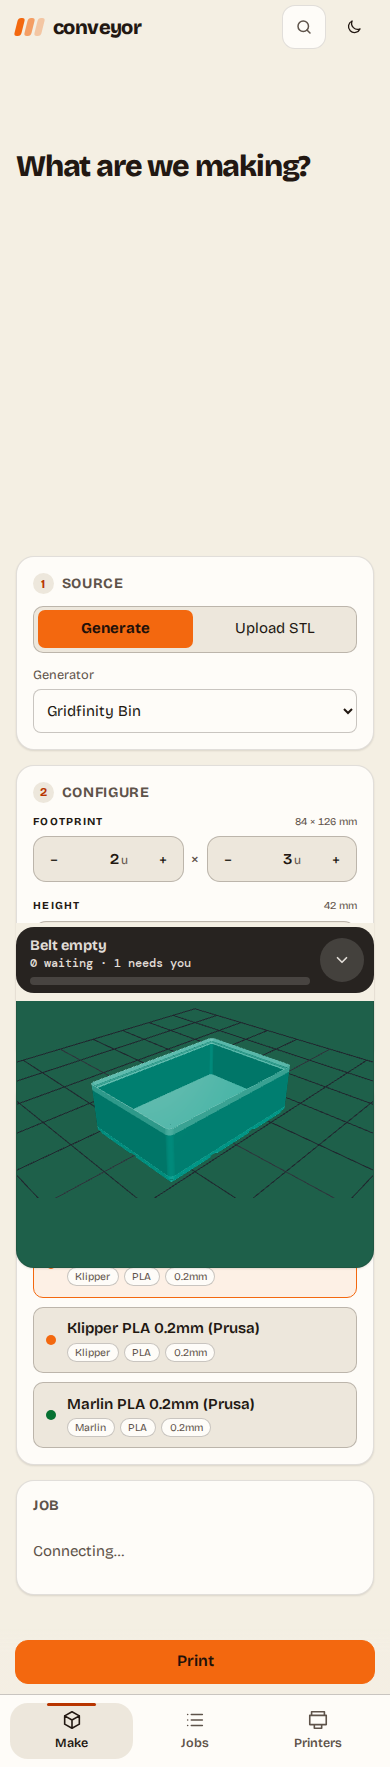 conveyor
What are we making?
1 SOURCE
Generate Upload STL
Generator
Gridfinity Bin
2 CONFIGURE
FOOTPRINT 84 × 126 mm
− 2 u + × − 3 u +
HEIGHT 42 mm
Belt empty
0 waiting · 1 needs you
Klipper PLA 0.2mm
Klipper PLA 0.2mm (Prusa)
Klipper PLA 0.2mm
Marlin PLA 0.2mm (Prusa)
Marlin PLA 0.2mm
JOB
Connecting...
Print
Make Jobs Printers